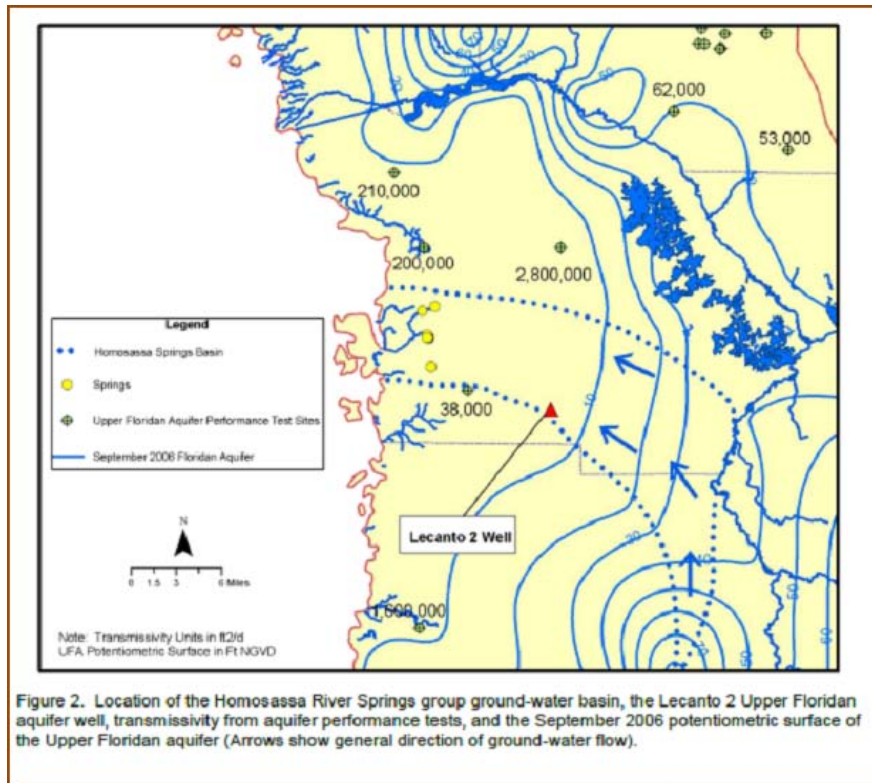 62,000
53,000
210,000
200,000
2,800,000
Legend
Homosassa Springs Basin
Springs
Upper Floridan Aquifer Performance Test Sites
September 2006 Floridan Aquifer
38,000
10
Lecanto 2 Well
N
0 1.5 3 6 Miles
20
40
Note: Transmissivity Units in ft2/d
UFA Potentiometric Surface in Ft NGVD
Figure 2. Location of the Homosassa River Springs group ground-water basin, the Lecanto 2 Upper Floridan
aquifer well, transmissivity from aquifer performance tests, and the September 2006 potentiometric surface of
the Upper Floridan aquifer (Arrows show general direction of ground-water flow).